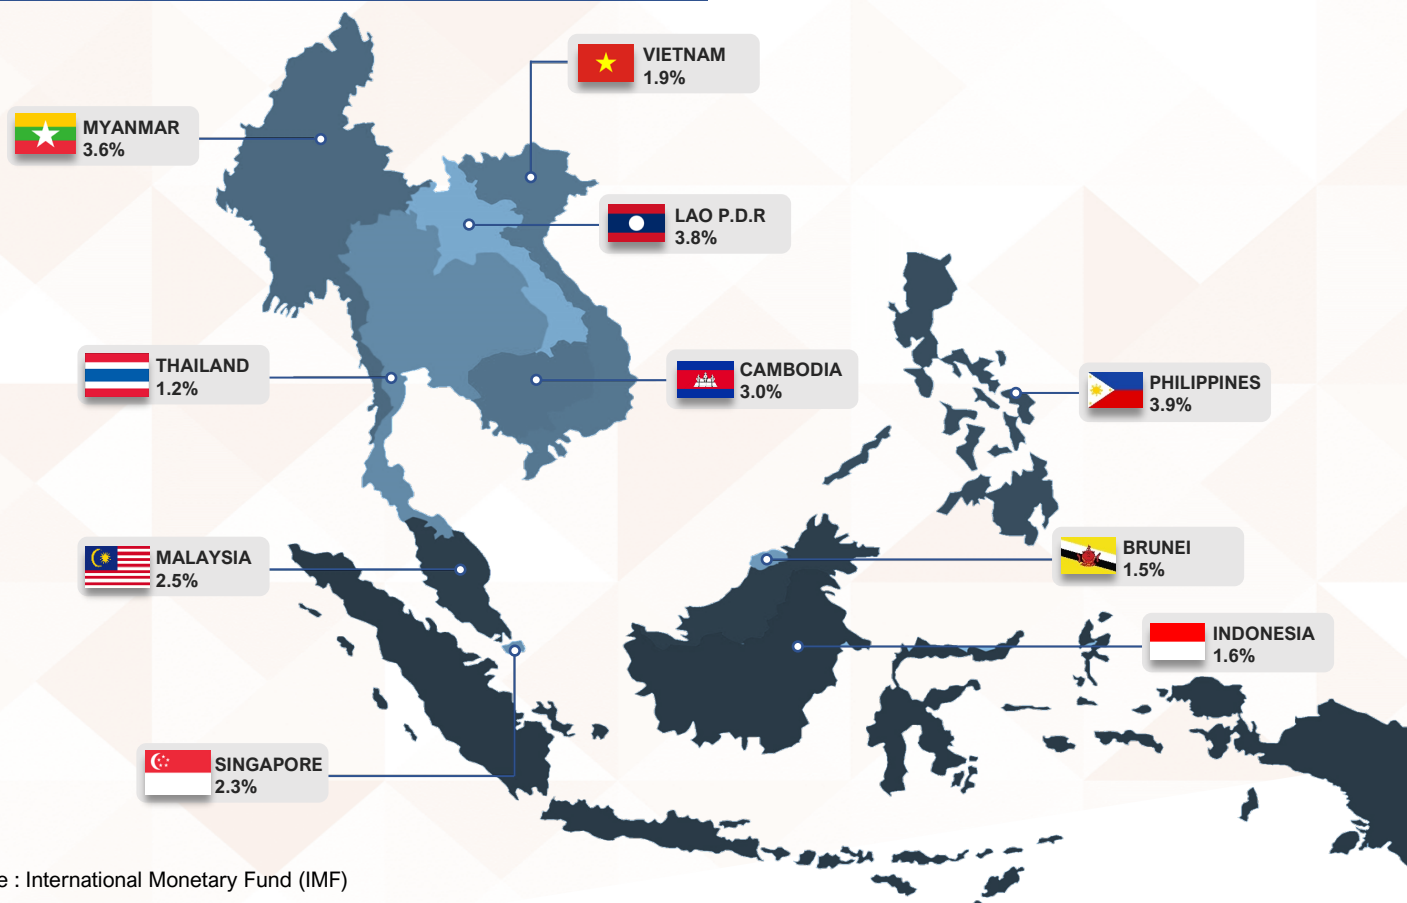 VIETNAM
1.9%
MYANMAR
3.6%
LAO P.D.R
3.8%
THAILAND
1.2%
CAMBODIA
3.0%
PHILIPPINES
3.9%
MALAYSIA
2.5%
BRUNEI
1.5%
INDONESIA
1.6%
SINGAPORE
2.3%
e : International Monetary Fund (IMF)